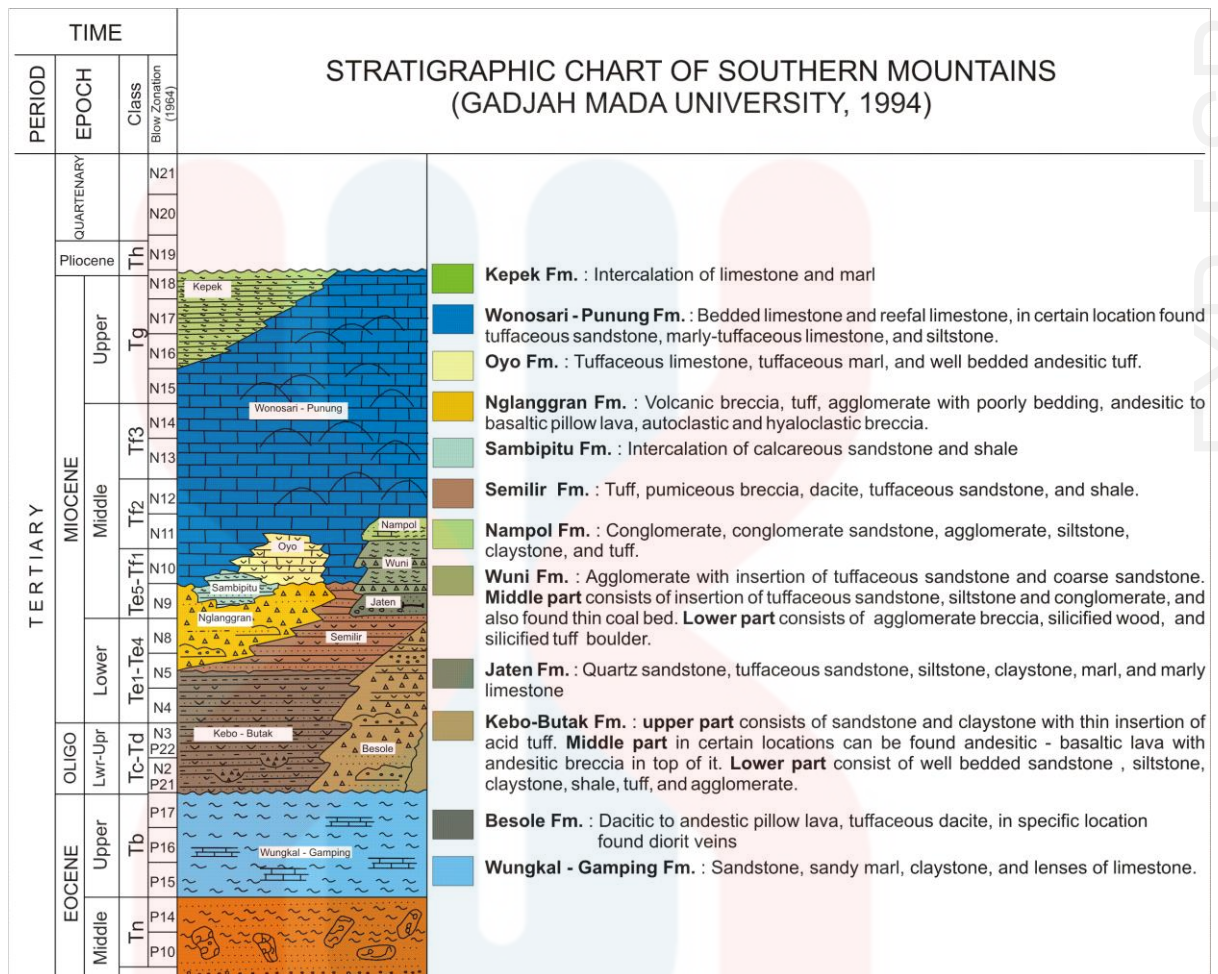 TIME
STRATIGRAPHIC CHART OF SOUTHERN MOUNTAINS
(GADJAH MADA UNIVERSITY, 1994)
PERIOD
EPOCH
Class
Blow Zonation
(1964)
TERTIARY
QUARTENARY
Pliocene
MIOCENE
Upper
Middle
Lower
OLIGO
Lwr-Upr
EOCENE
Upper
Middle
Th
Tg
Tf3
Tf2
Te5-Tf1
Te1-Te4
Tc-Td
Tb
Tn
N21
N20
N19
N18
N17
N16
N15
N14
N13
N12
N11
N10
N9
N8
N5
N4
N3
P22
N2
P21
P17
P16
P15
P14
P10
Kepek
Wonosari - Punung
Nampol
Oyo
Wuni
Sambipitu
Jaten
Nglanggran
Semilir
Kebo - Butak
Besole
Wungkal - Gamping
Kepek Fm. : Intercalation of limestone and marl
Wonosari - Punung Fm. : Bedded limestone and reefal limestone, in certain location found
tuffaceous sandstone, marly-tuffaceous limestone, and siltstone.
Oyo Fm. : Tuffaceous limestone, tuffaceous marl, and well bedded andesitic tuff.
Nglanggran Fm. : Volcanic breccia, tuff, agglomerate with poorly bedding, andesitic to
basaltic pillow lava, autoclastic and hyaloclastic breccia.
Sambipitu Fm. : Intercalation of calcareous sandstone and shale
Semilir Fm. : Tuff, pumiceous breccia, dacite, tuffaceous sandstone, and shale.
Nampol Fm. : Conglomerate, conglomerate sandstone, agglomerate, siltstone,
claystone, and tuff.
Wuni Fm. : Agglomerate with insertion of tuffaceous sandstone and coarse sandstone.
Middle part consists of insertion of tuffaceous sandstone, siltstone and conglomerate, and
also found thin coal bed. Lower part consists of agglomerate breccia, silicified wood, and
silicified tuff boulder.
Jaten Fm. : Quartz sandstone, tuffaceous sandstone, siltstone, claystone, marl, and marly
limestone
Kebo-Butak Fm. : upper part consists of sandstone and claystone with thin insertion of
acid tuff. Middle part in certain locations can be found andesitic - basaltic lava with
andesitic breccia in top of it. Lower part consist of well bedded sandstone , siltstone,
claystone, shale, tuff, and agglomerate.
Besole Fm. : Dacitic to andestic pillow lava, tuffaceous dacite, in specific location
found diorit veins
Wungkal - Gamping Fm. : Sandstone, sandy marl, claystone, and lenses of limestone.